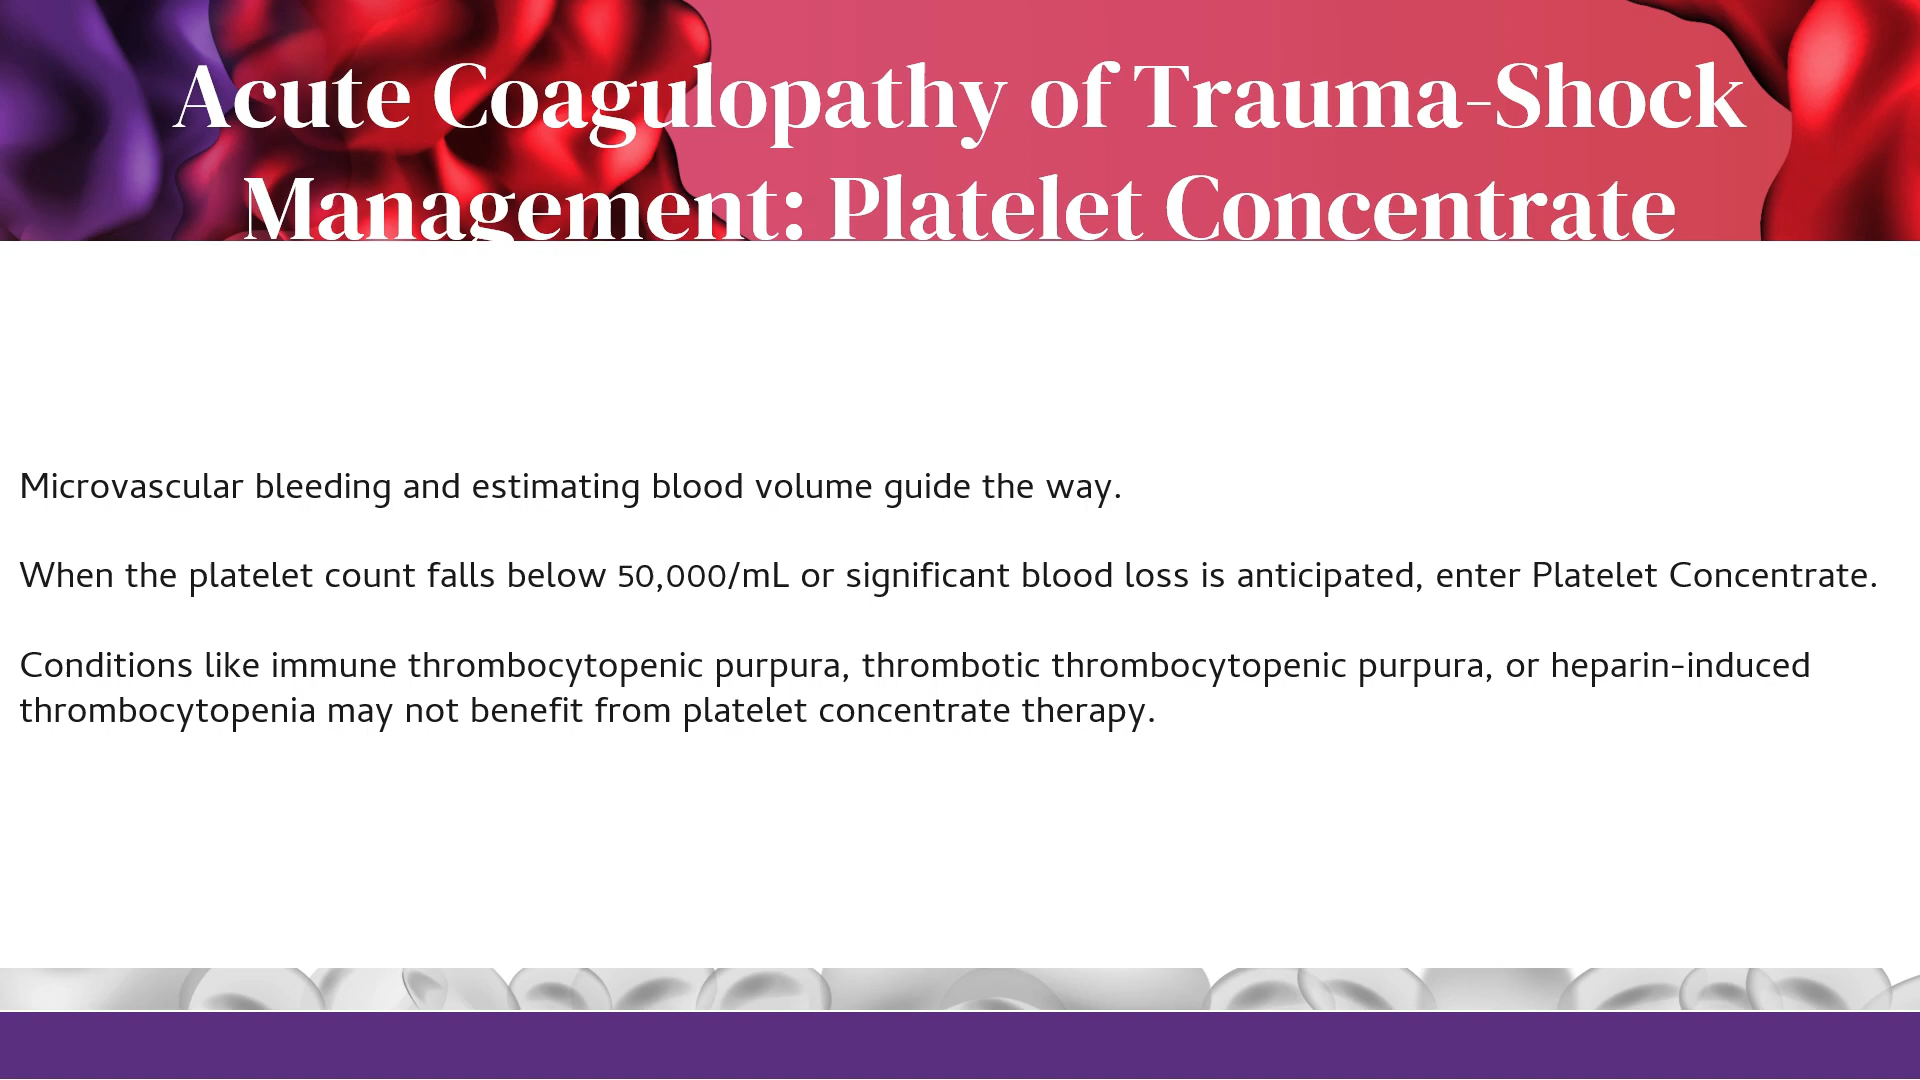 Acute Coagulopathy of Trauma-Shock
Management: Platelet Concentrate
Microvascular bleeding and estimating blood volume guide the way.
When the platelet count falls below 50,000/mL or significant blood loss is anticipated, enter Platelet Concentrate.
Conditions like immune thrombocytopenic purpura, thrombotic thrombocytopenic purpura, or heparin-induced
thrombocytopenia may not benefit from platelet concentrate therapy.